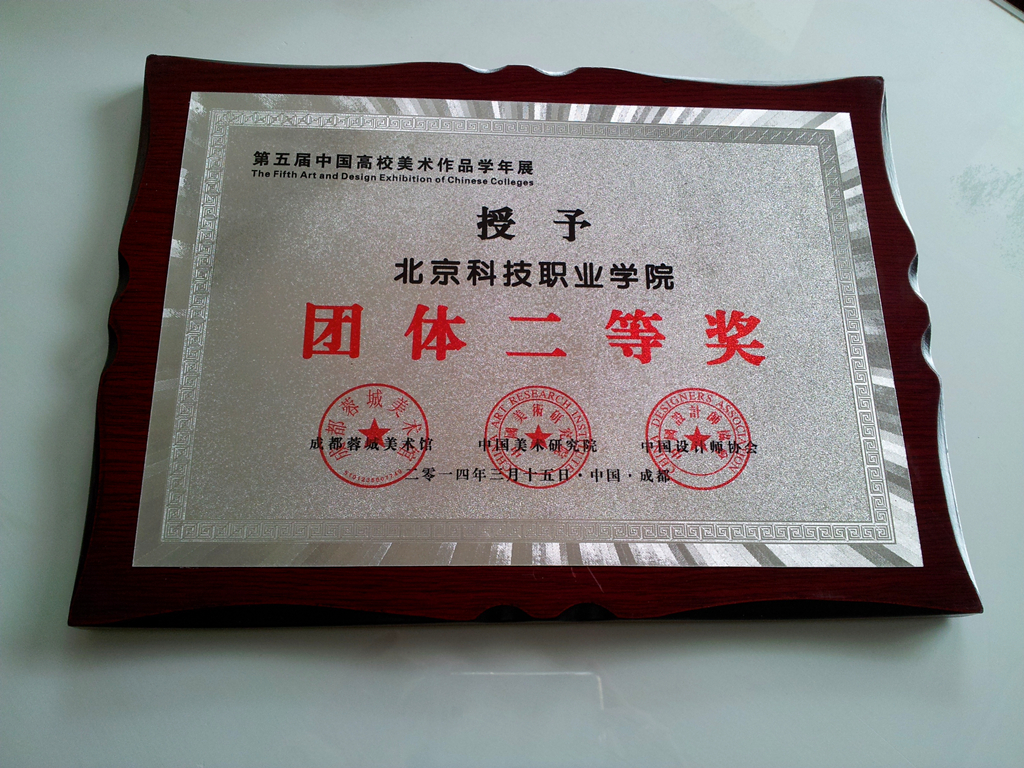 第五届中国高校美术作品学年展
The Fifth Art and Design Exhibition of Chinese Colleges
授予
北京科技职业学院
团体二等奖
成都蓉城美术馆 中国美术研究院 中国设计师协会
二零一四年三月十五日·中国·成都